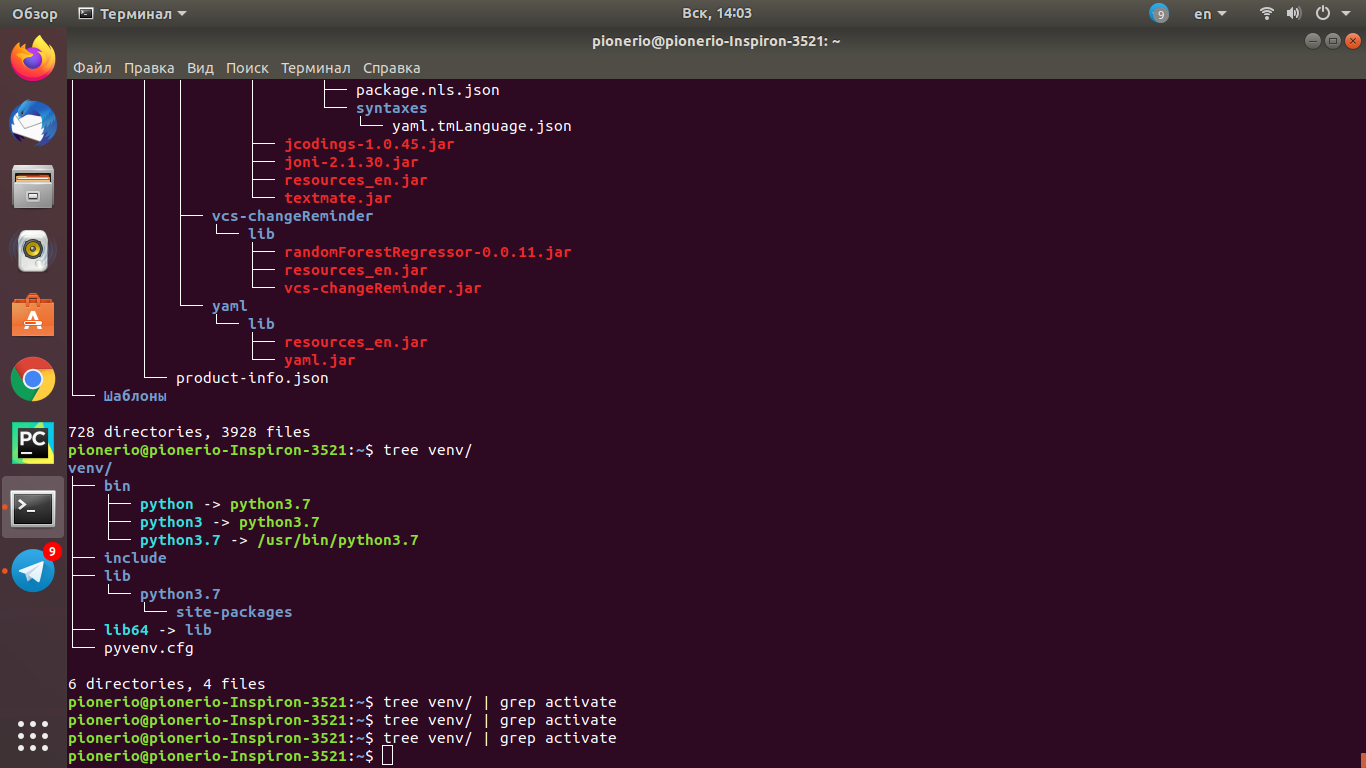 Обзор Терминал Вск, 14:03 9 en
pionerio@pionerio-Inspiron-3521: ~
Файл Правка Вид Поиск Терминал Справка
├── package.nls.json
└── syntaxes
└── yaml.tmLanguage.json
├── jcodings-1.0.45.jar
├── joni-2.1.30.jar
├── resources_en.jar
└── textmate.jar
├── vcs-changeReminder
└── lib
├── randomForestRegressor-0.0.11.jar
├── resources_en.jar
└── vcs-changeReminder.jar
└── yaml
└── lib
├── resources_en.jar
└── yaml.jar
└── product-info.json
└── Шаблоны
728 directories, 3928 files
pionerio@pionerio-Inspiron-3521:~$ tree venv/
venv/
├── bin
├── python -> python3.7
├── python3 -> python3.7
└── python3.7 -> /usr/bin/python3.7
├── include
├── lib
└── python3.7
└── site-packages
├── lib64 -> lib
└── pyvenv.cfg
6 directories, 4 files
pionerio@pionerio-Inspiron-3521:~$ tree venv/ | grep activate
pionerio@pionerio-Inspiron-3521:~$ tree venv/ | grep activate
pionerio@pionerio-Inspiron-3521:~$ tree venv/ | grep activate
pionerio@pionerio-Inspiron-3521:~$
PC
>_
9